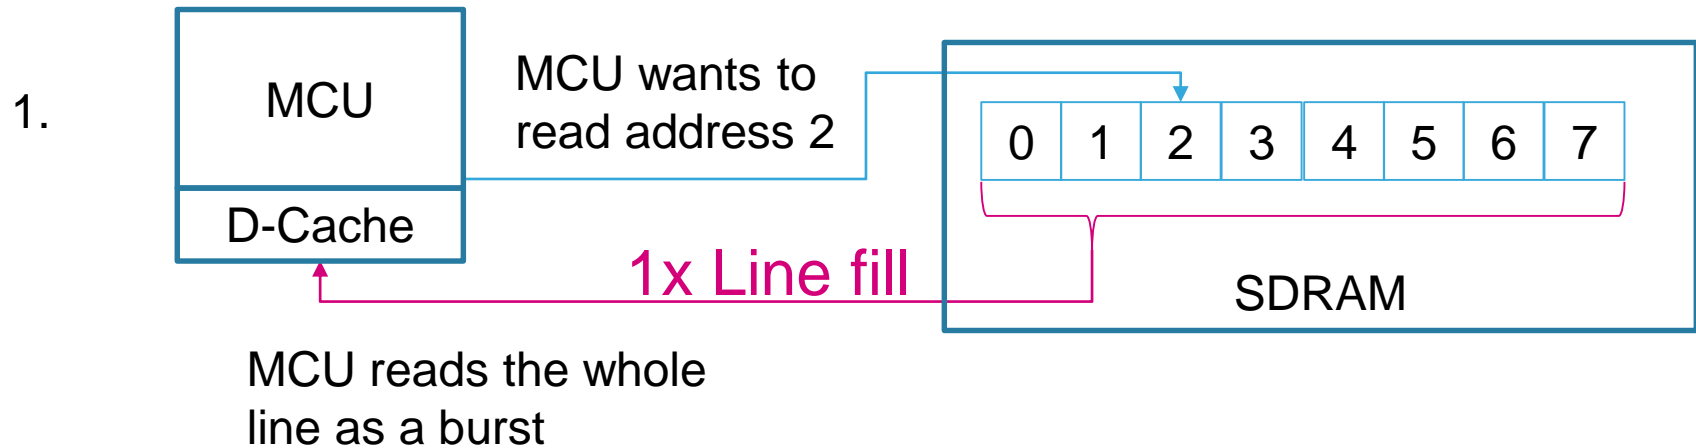 1.
MCU
D-Cache
MCU wants to
read address 2
0 1 2 3 4 5 6 7
1x Line fill
SDRAM
MCU reads the whole
line as a burst